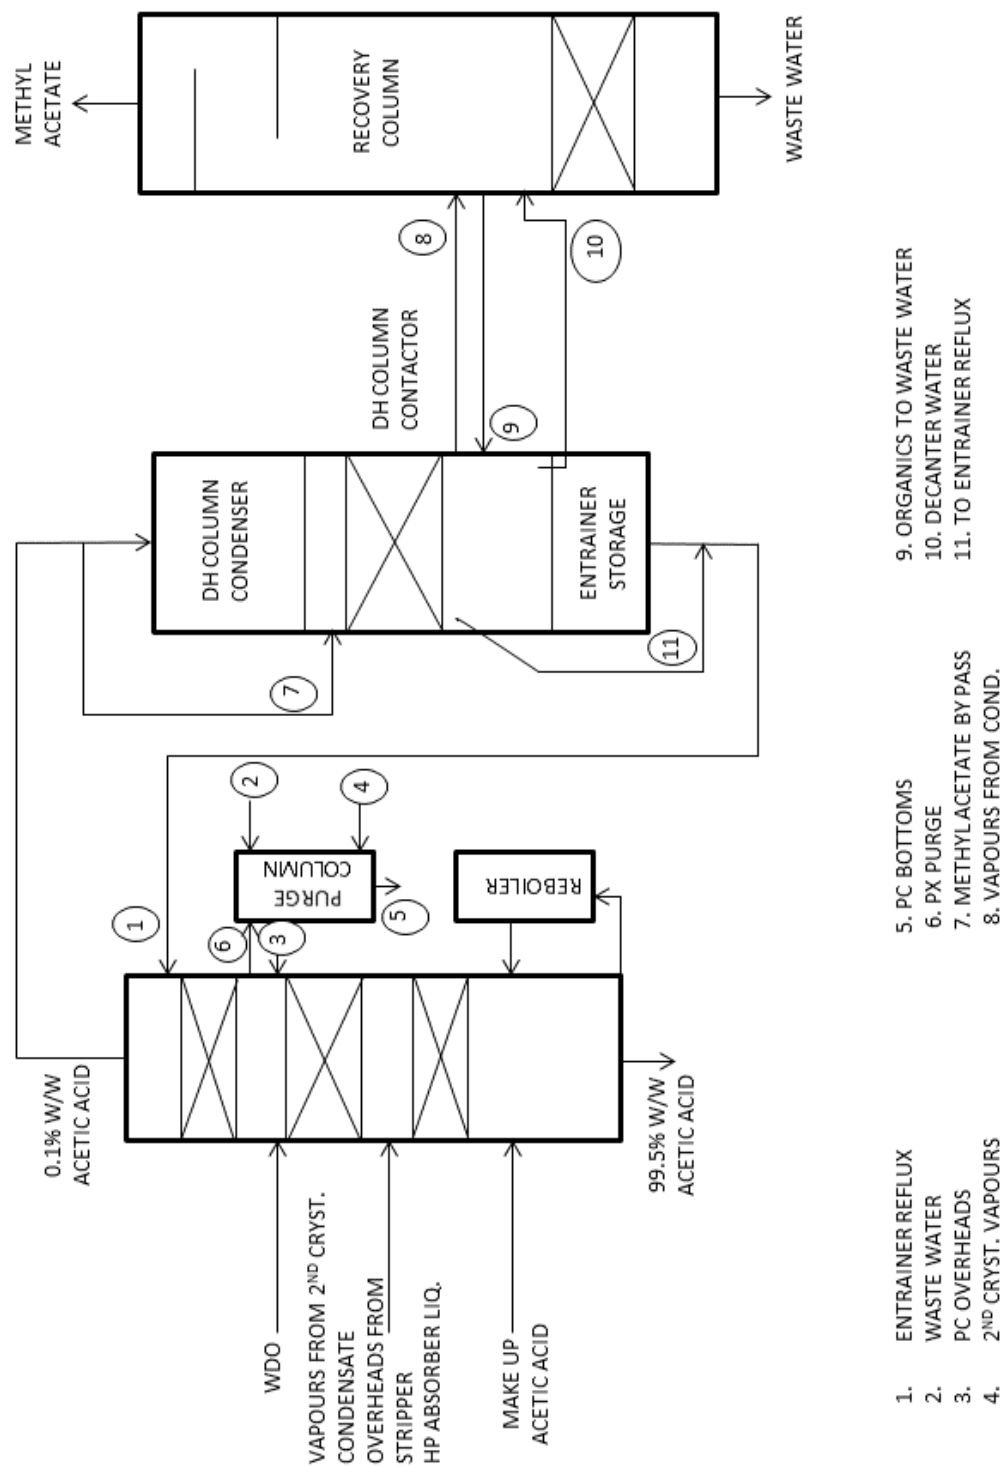 0.1% W/W
ACETIC ACID
WDO
VAPOURS FROM 2ND CRYST.
CONDENSATE
OVERHEADS FROM
STRIPPER
HP ABSORBER LIQ.
MAKE UP
ACETIC ACID
99.5% W/W
ACETIC ACID
1
6
3
2
4
5
PURGE
COLUMN
REBOILER
7
DH COLUMN
CONDENSER
ENTRAINER
STORAGE
11
DH COLUMN
CONTACTOR
8
9
10
METHYL
ACETATE
RECOVERY
COLUMN
WASTE WATER
1. ENTRAINER REFLUX
2. WASTE WATER
3. PC OVERHEADS
4. 2ND CRYST. VAPOURS
5. PC BOTTOMS
6. PX PURGE
7. METHYL ACETATE BY PASS
8. VAPOURS FROM COND.
9. ORGANICS TO WASTE WATER
10. DECANTER WATER
11. TO ENTRAINER REFLUX